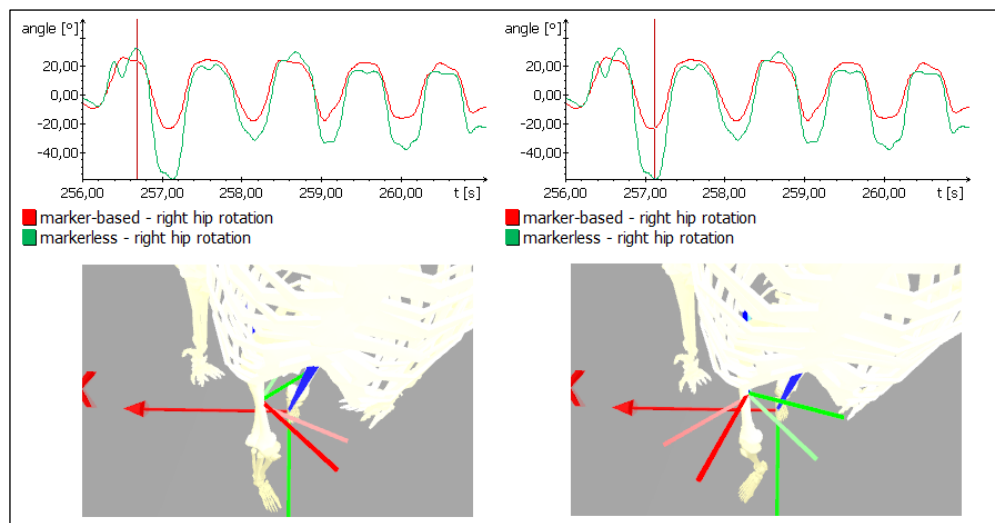 angle [º]
20,00
0,00
-20,00
-40,00
256,00 257,00 258,00 259,00 260,00 t [s]
marker-based - right hip rotation
markerless - right hip rotation
angle [º]
20,00
0,00
-20,00
-40,00
256,00 257,00 258,00 259,00 260,00 t [s]
marker-based - right hip rotation
markerless - right hip rotation
X
X